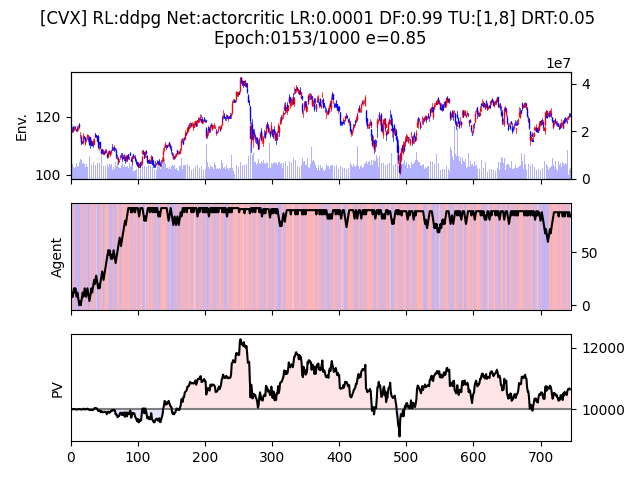 [CVX] RL:ddpg Net:actorcritic LR:0.0001 DF:0.99 TU:[1,8] DRT:0.05
Epoch:0153/1000 e=0.85
1e7
Env.
120
100
4
2
0
Agent
50
0
PV
12000
10000
0 100 200 300 400 500 600 700